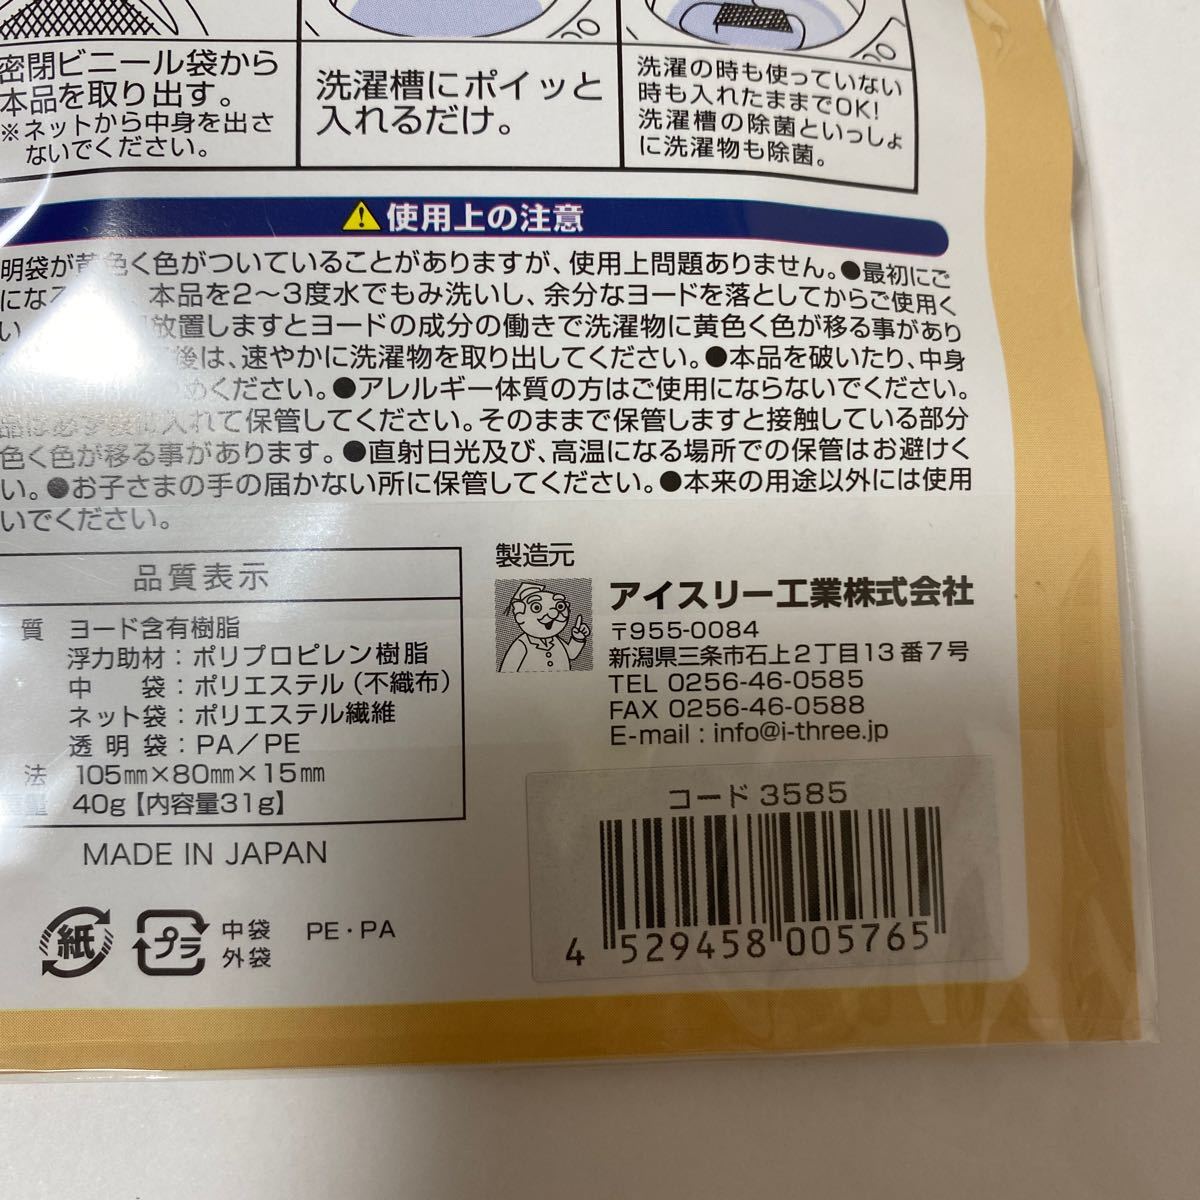 密閉ビニール袋から
本品を取り出す。
※ネットから中身を出さ
ないでください。
洗濯槽にポイッと
入れるだけ。
洗濯の時も使っていない
時も入れたままでOK!
洗濯槽の除菌といっしょ
に洗濯物も除菌。
使用上の注意
明袋が黄色く色がついていることがありますが、使用上問題ありません。●最初にご
になる 本品を2〜3度水でもみ洗いし、余分なヨードを落としてからご使用く
い。 放置しますとヨードの成分の働きで洗濯物に黄色く色が移る事があり
後は、速やかに洗濯物を取り出してください。●本品を破いたり、中身
めください。●アレルギー体質の方はご使用にならないでください。
品は必ず 入れて保管してください。そのままで保管しますと接触している部分
色く色が移る事があります。●直射日光及び、高温になる場所での保管はお避けく
い。●お子さまの手の届かない所に保管してください。●本来の用途以外には使用
いでください。
品質表示
質 ヨード含有樹脂
浮力助材：ポリプロピレン樹脂
中 袋：ポリエステル（不織布）
ネット袋：ポリエステル繊維
透明袋：PA／PE
法 105mm×80mm×15mm
重量 40g【内容量31g】
MADE IN JAPAN
紙
プラ
中袋
外袋
PE・PA
製造元
アイスリー工業株式会社
〒955-0084
新潟県三条市石上2丁目13番7号
TEL 0256-46-0585
FAX 0256-46-0588
E-mail : info@i-three.jp
コード 3585
4 529458 005765